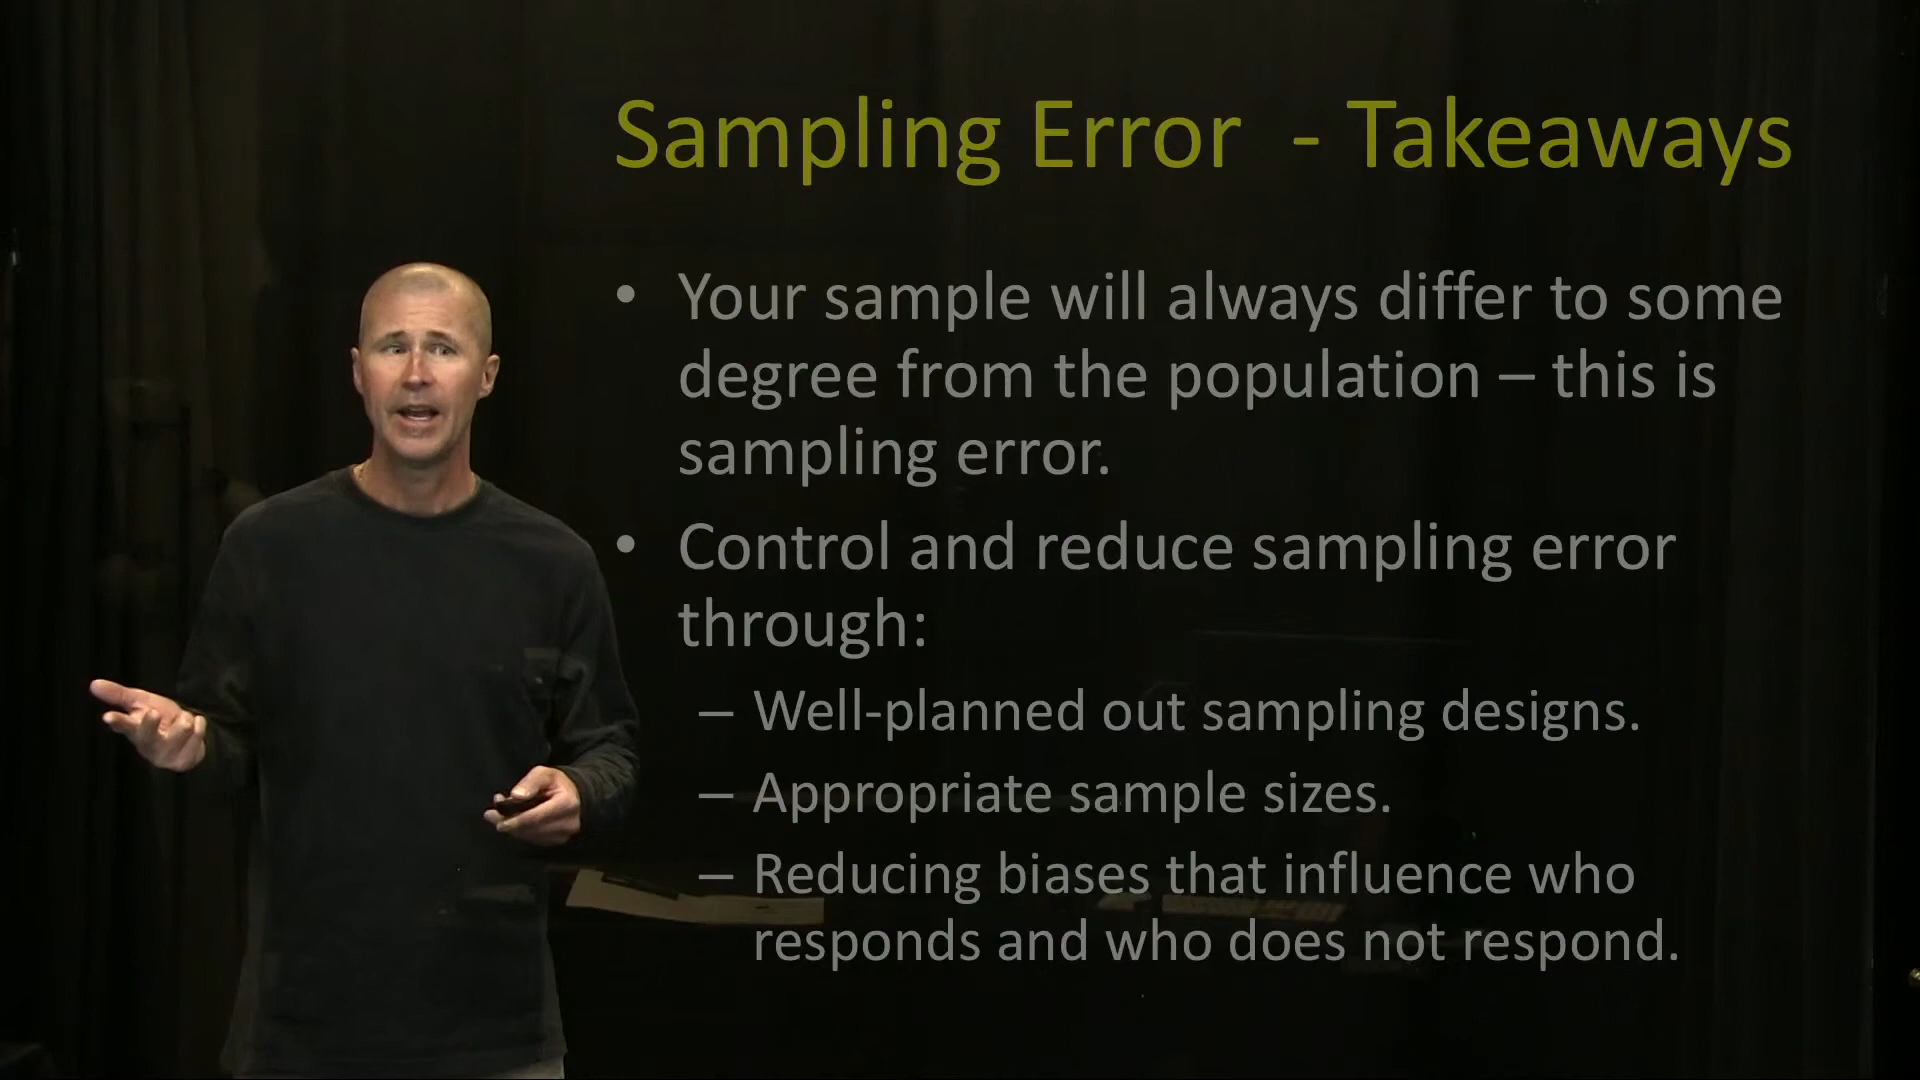 Sampling Error - Takeaways
• Your sample will always differ to some
degree from the population – this is
sampling error.
• Control and reduce sampling error
through:
– Well-planned out sampling designs.
– Appropriate sample sizes.
– Reducing biases that influence who
responds and who does not respond.